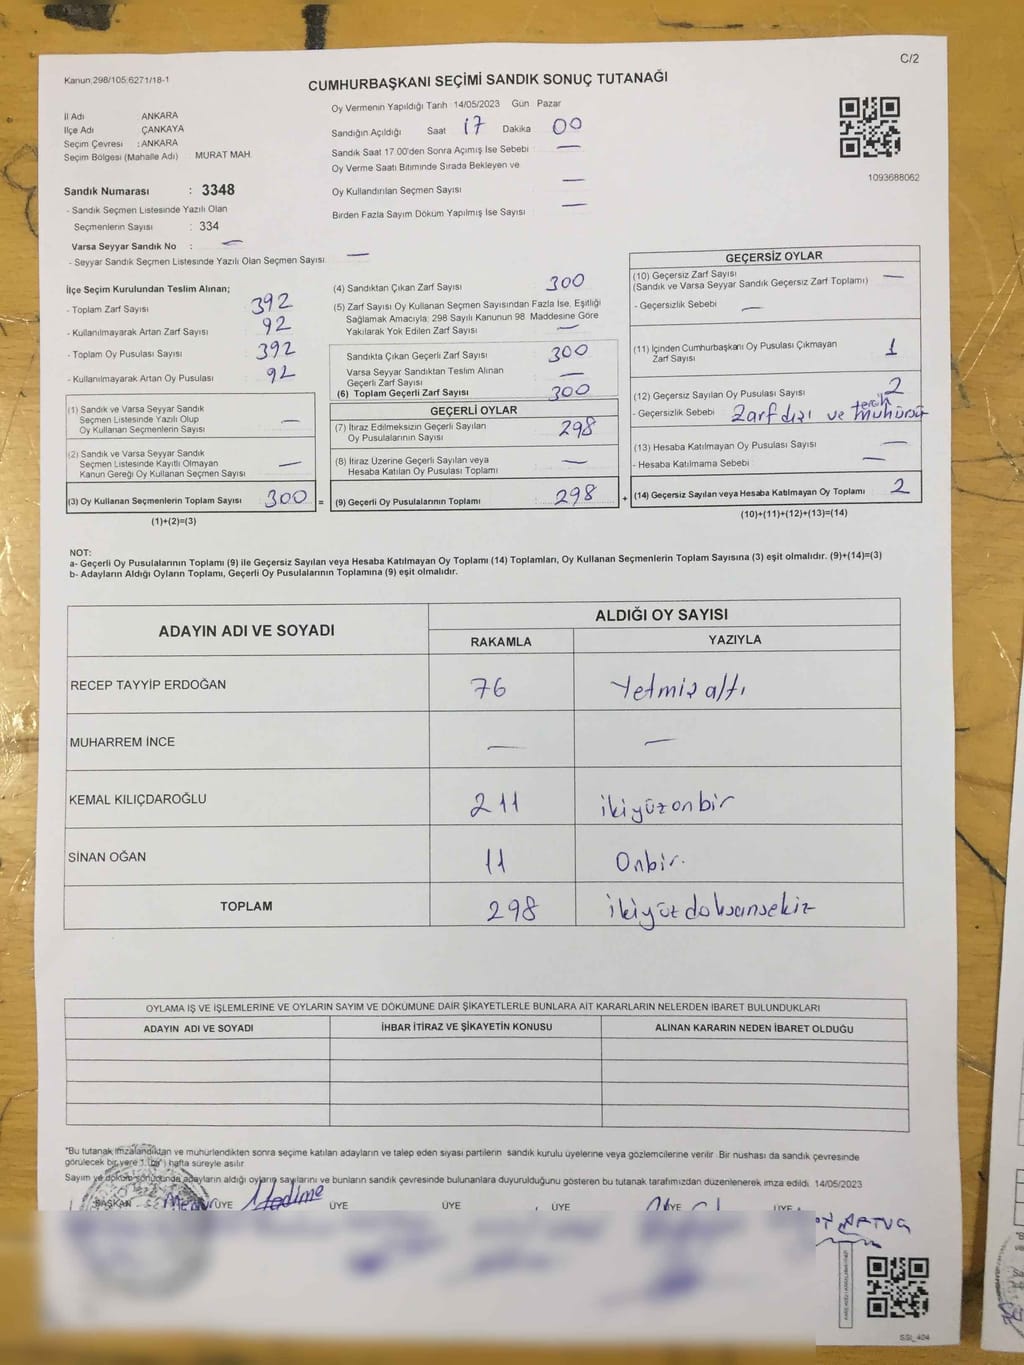 C/2
Kanun 298/105:6271/18-1
CUMHURBAŞKANI SEÇİMİ SANDIK SONUÇ TUTANAĞI
İl Adı ANKARA
İlçe Adı ÇANKAYA
Seçim Çevresi : ANKARA
Seçim Bölgesi (Mahalle Adı) MURAT MAH.
Sandık Numarası : 3348
- Sandık Seçmen Listesinde Yazılı Olan
Seçmenlerin Sayısı : 334
Varsa Seyyar Sandık No : —
- Seyyar Sandık Seçmen Listesinde Yazılı Olan Seçmen Sayısı —
Oy Vermenin Yapıldığı Tarih 14/05/2023 Gün Pazar
Sandığın Açıldığı Saat 17 Dakika 00
Sandık Saat 17.00'den Sonra Açımış İse Sebebi —
Oy Verme Saati Bitiminde Sırada Bekleyen ve
Oy Kullandırılan Seçmen Sayısı —
Birden Fazla Sayım Döküm Yapılmış İse Sayısı —
1093688062
İlçe Seçim Kurulundan Teslim Alınan;
- Toplam Zarf Sayısı 392
- Kullanılmayarak Artan Zarf Sayısı 92
- Toplam Oy Pusulası Sayısı 392
- Kullanılmayarak Artan Oy Pusulası 92
(1) Sandık ve Varsa Seyyar Sandık
Seçmen Listesinde Yazılı Olup
Oy Kullanan Seçmenlerin Sayısı —
(2) Sandık ve Varsa Seyyar Sandık
Seçmen Listesinde Kayıtlı Olmayan
Kanun Gereği Oy Kullanan Seçmen Sayısı —
(3) Oy Kullanan Seçmenlerin Toplam Sayısı 300 =
(1)+(2)=(3)
(4) Sandıktan Çıkan Zarf Sayısı 300
(5) Zarf Sayısı Oy Kullanan Seçmen Sayısından Fazla İse, Eşitliği
Sağlamak Amacıyla; 298 Sayılı Kanunun 98 Maddesine Göre
Yakılarak Yok Edilen Zarf Sayısı —
Sandıkta Çıkan Geçerli Zarf Sayısı 300
Varsa Seyyar Sandıktan Teslim Alınan
Geçerli Zarf Sayısı —
(6) Toplam Geçerli Zarf Sayısı 300
GEÇERLİ OYLAR
(7) İtiraz Edilmeksizin Geçerli Sayılan
Oy Pusulalarının Sayısı 298
(8) İtiraz Üzerine Geçerli Sayılan veya
Hesaba Katılan Oy Pusulası Toplamı —
(9) Geçerli Oy Pusulalarının Toplamı 298 +
GEÇERSİZ OYLAR
(10) Geçersiz Zarf Sayısı
(Sandık ve Varsa Seyyar Sandık Geçersiz Zarf Toplamı) —
- Geçersizlik Sebebi —
(11) İçinden Cumhurbaşkanı Oy Pusulası Çıkmayan
Zarf Sayısı 1
(12) Geçersiz Sayılan Oy Pusulası Sayısı 2
- Geçersizlik Sebebi Zarf dışı ve tercih mühürsü
(13) Hesaba Katılmayan Oy Pusulası Sayısı —
- Hesaba Katılmama Sebebi —
(14) Geçersiz Sayılan veya Hesaba Katılmayan Oy Toplamı 2
(10)+(11)+(12)+(13)=(14)
NOT:
a- Geçerli Oy Pusulalarının Toplamı (9) ile Geçersiz Sayılan veya Hesaba Katılmayan Oy Toplamı (14) Toplamları, Oy Kullanan Seçmenlerin Toplam Sayısına (3) eşit olmalıdır. (9)+(14)=(3)
b- Adayların Aldığı Oyların Toplamı, Geçerli Oy Pusulalarının Toplamına (9) eşit olmalıdır.
ADAYIN ADI VE SOYADI ALDIĞI OY SAYISI
RAKAMLA YAZIYLA
RECEP TAYYİP ERDOĞAN 76 Yetmiş altı
MUHARREM İNCE — —
KEMAL KILIÇDAROĞLU 211 ikiyüz on bir
SİNAN OĞAN 11 Onbir.
TOPLAM 298 ikiyüz doksansekiz
OYLAMA İŞ VE İŞLEMLERİNE VE OYLARIN SAYIM VE DÖKÜMÜNE DAİR ŞİKAYETLERLE BUNLARA AİT KARARLARIN NELERDEN İBARET BULUNDUKLARI
ADAYIN ADI VE SOYADI İHBAR İTİRAZ VE ŞİKAYETİN KONUSU ALINAN KARARIN NEDEN İBARET OLDUĞU
*Bu tutanak imzalandıktan ve mühürlendikten sonra seçime katılan adayların ve talep eden siyasi partilerin sandık kurulu üyelerine veya gözlemcilerine verilir. Bir nüshası da sandık çevresinde
görülecek bir yere 1 (bir) hafta süreyle asılır.
Sayım ve döküm sonucunda adayların aldığı oyların sayılarını ve bunların sandık çevresinde bulunanlara duyurulduğunu gösteren bu tutanak tarafımızdan düzenlenerek imza edildi. 14/05/2023
BAŞKAN ÜYE ÜYE ÜYE ÜYE ÜYE ÜYE
SSI_404